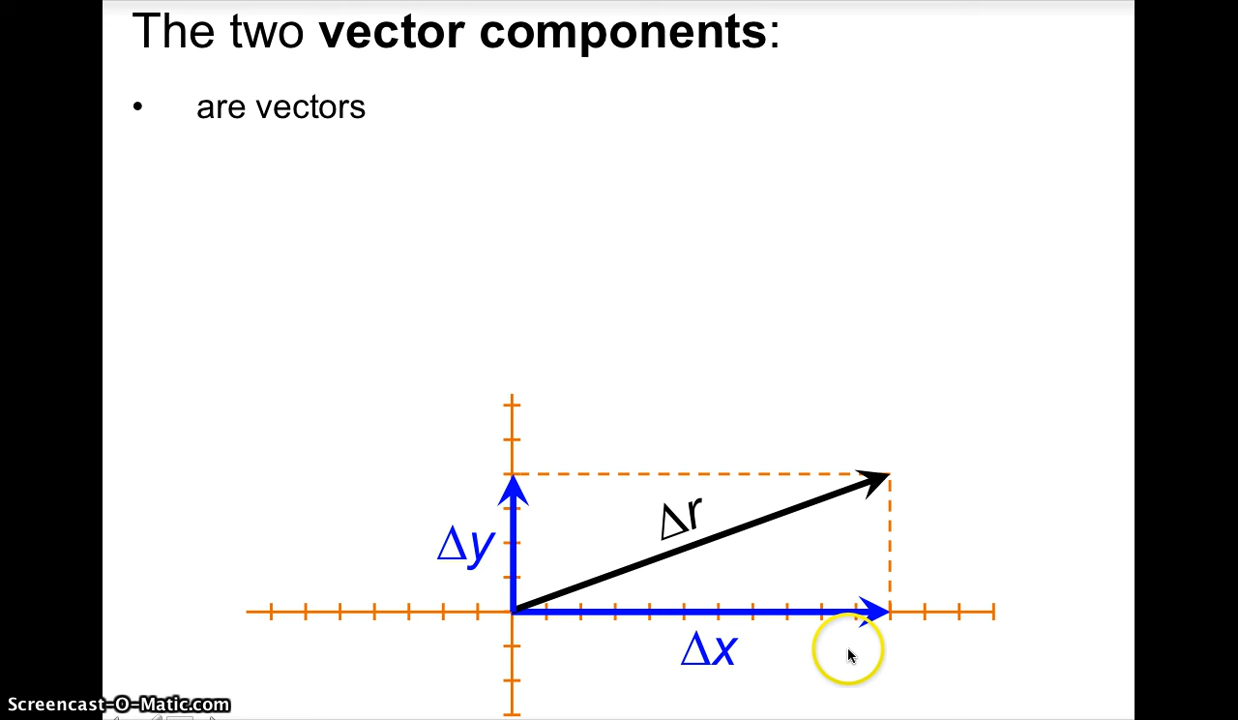 The two vector components:
• are vectors
Δr
Δy
Δx
Screencast-O-Matic.com